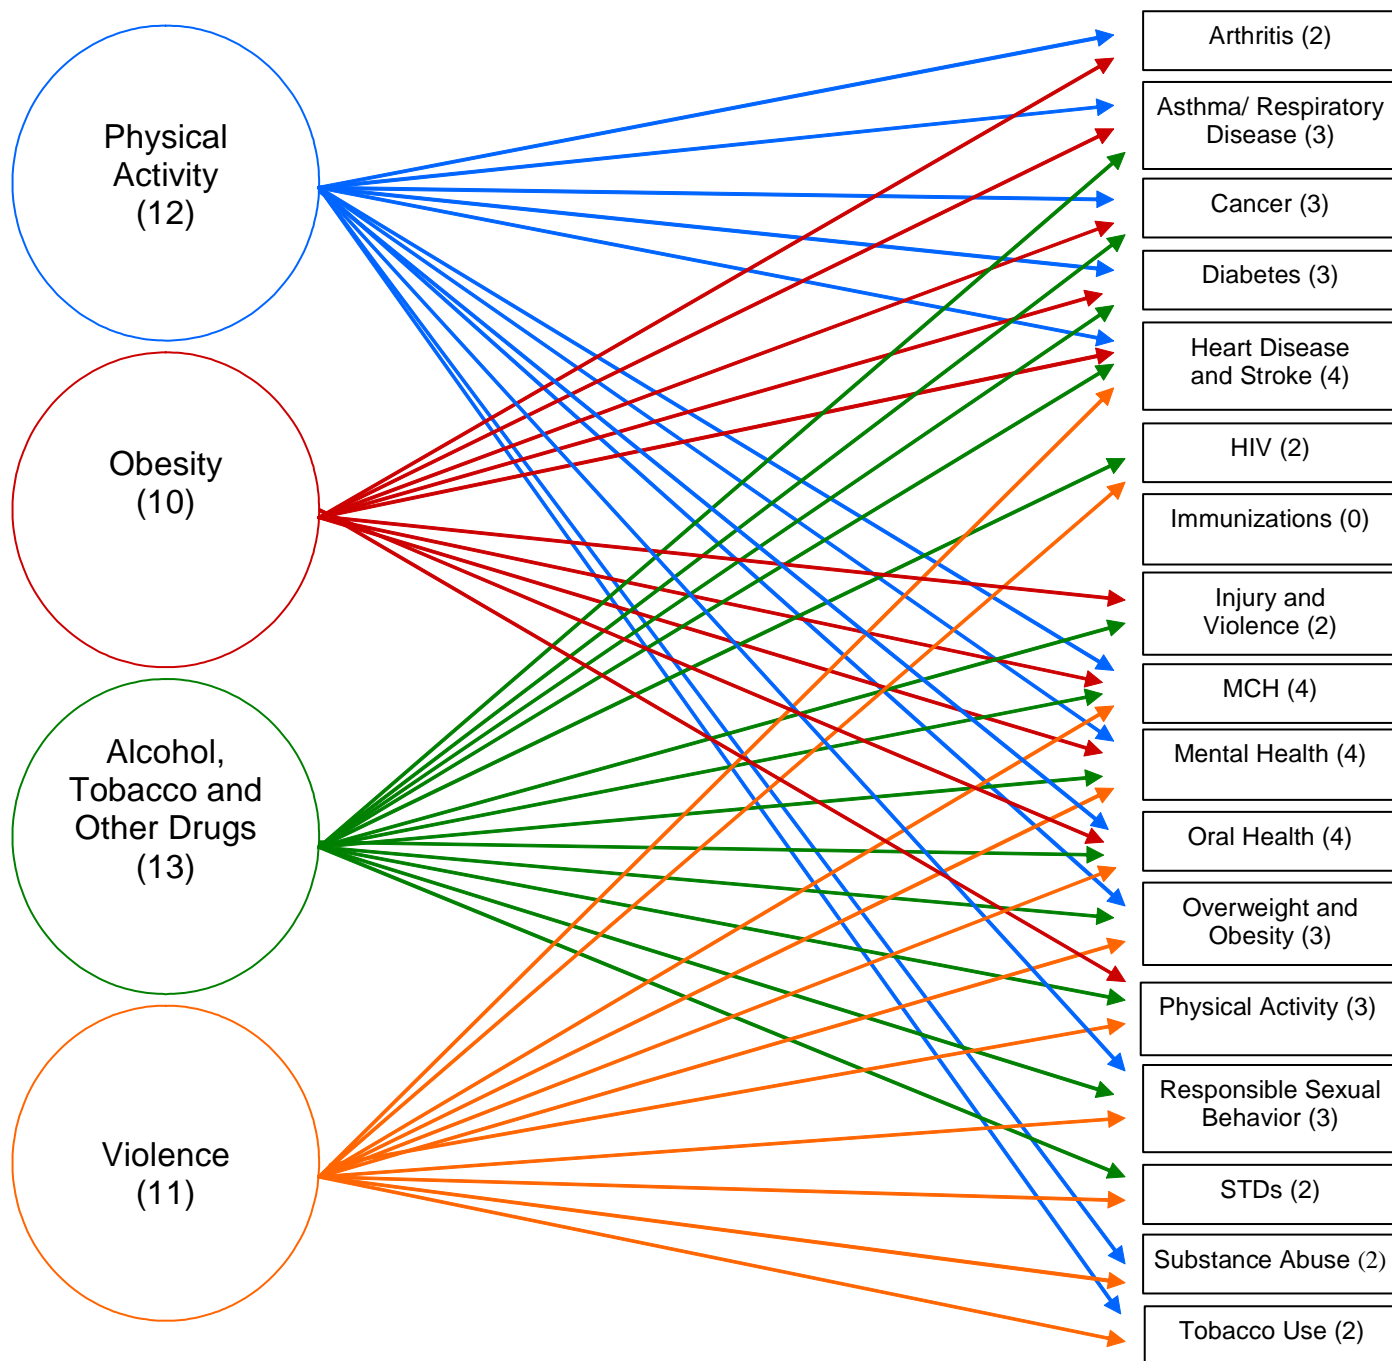 Physical
Activity
(12)
Obesity
(10)
Alcohol,
Tobacco and
Other Drugs
(13)
Violence
(11)
Arthritis (2)
Asthma/ Respiratory
Disease (3)
Cancer (3)
Diabetes (3)
Heart Disease
and Stroke (4)
HIV (2)
Immunizations (0)
Injury and
Violence (2)
MCH (4)
Mental Health (4)
Oral Health (4)
Overweight and
Obesity (3)
Physical Activity (3)
Responsible Sexual
Behavior (3)
STDs (2)
Substance Abuse (2)
Tobacco Use (2)